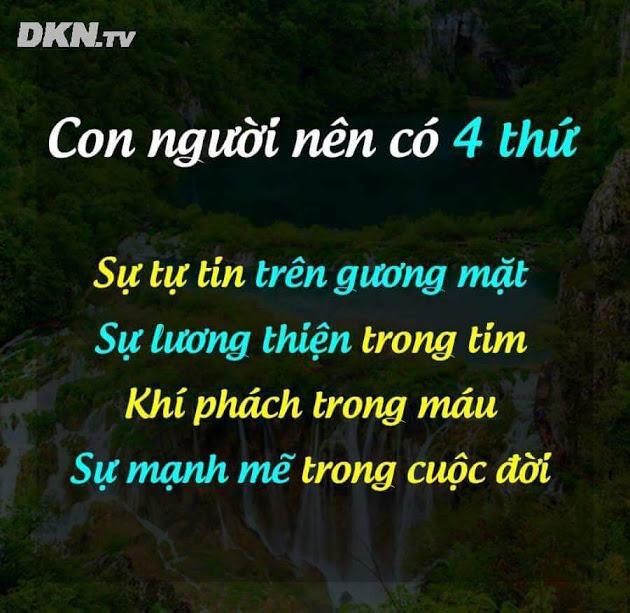 DKN.TV
Con người nên có 4 thứ
Sự tự tin trên gương mặt
Sự lương thiện trong tim
Khí phách trong máu
Sự mạnh mẽ trong cuộc đời